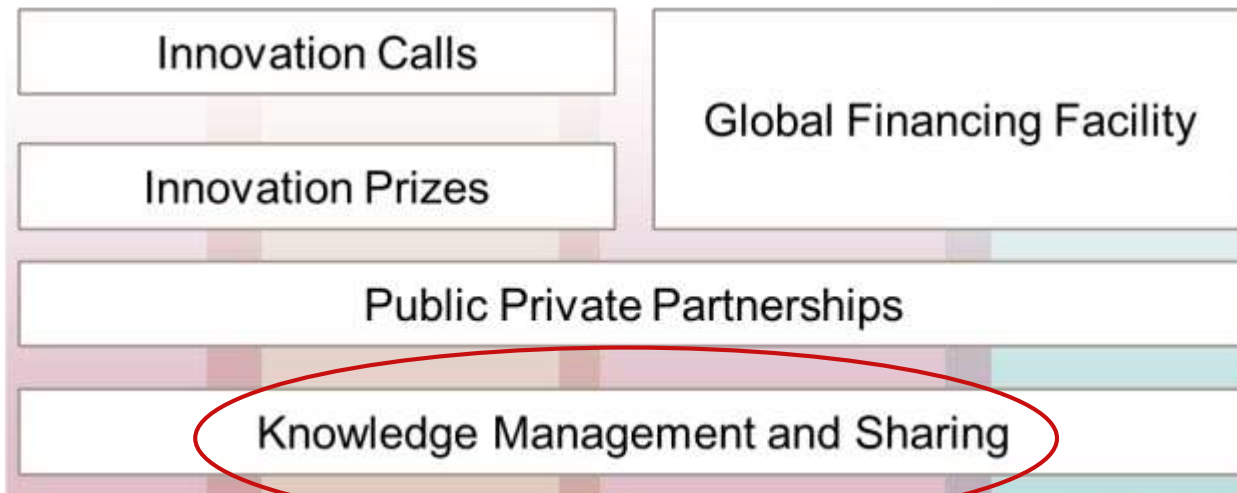 Innovation Calls
Global Financing Facility
Innovation Prizes
Public Private Partnerships
Knowledge Management and Sharing